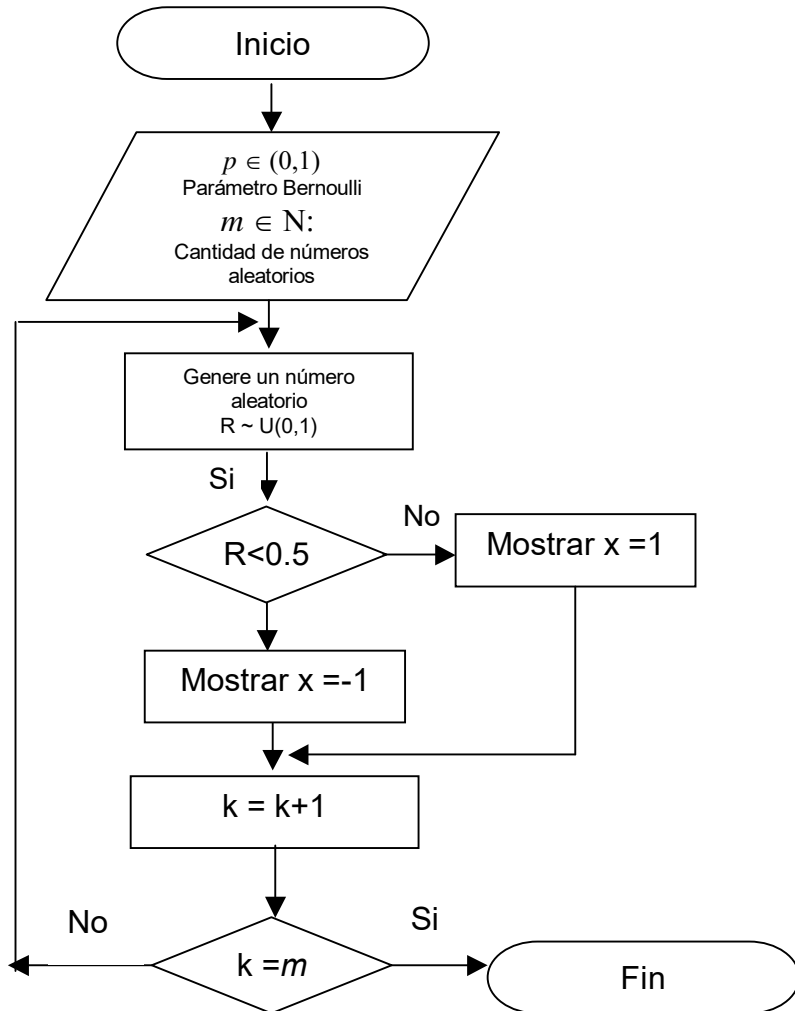 Inicio
p ∈ (0,1)
Parámetro Bernoulli
m ∈ N:
Cantidad de números
aleatorios
Genere un número
aleatorio
R ~ U(0,1)
Si
R<0.5
No
Mostrar x =1
Mostrar x =-1
k = k+1
No
k =m
Si
Fin